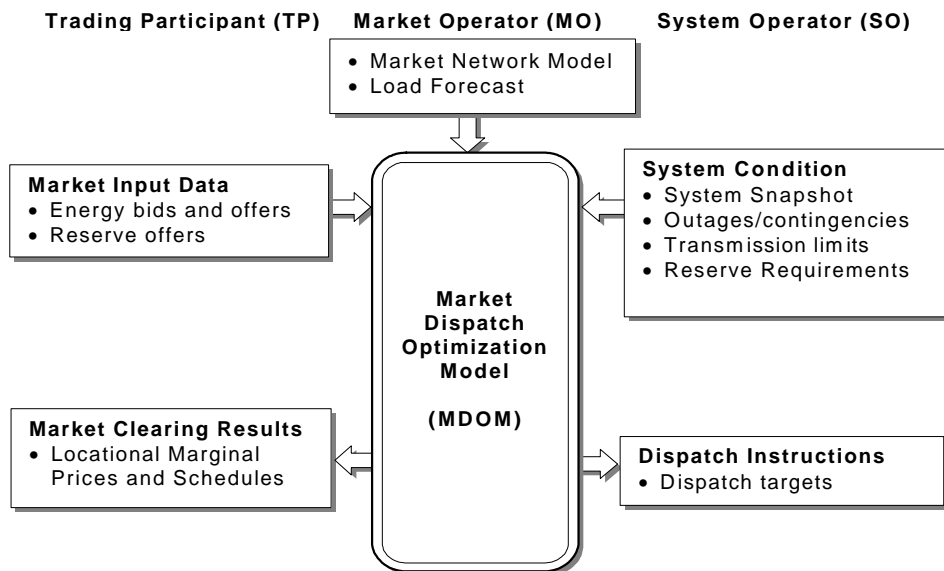 Trading Participant (TP)
Market Operator (MO)
System Operator (SO)
• Market Network Model
• Load Forecast
Market Input Data
• Energy bids and offers
• Reserve offers
System Condition
• System Snapshot
• Outages/contingencies
• Transmission limits
• Reserve Requirements
Market
Dispatch
Optimization
Model
(MDOM)
Market Clearing Results
• Locational Marginal
Prices and Schedules
Dispatch Instructions
• Dispatch targets